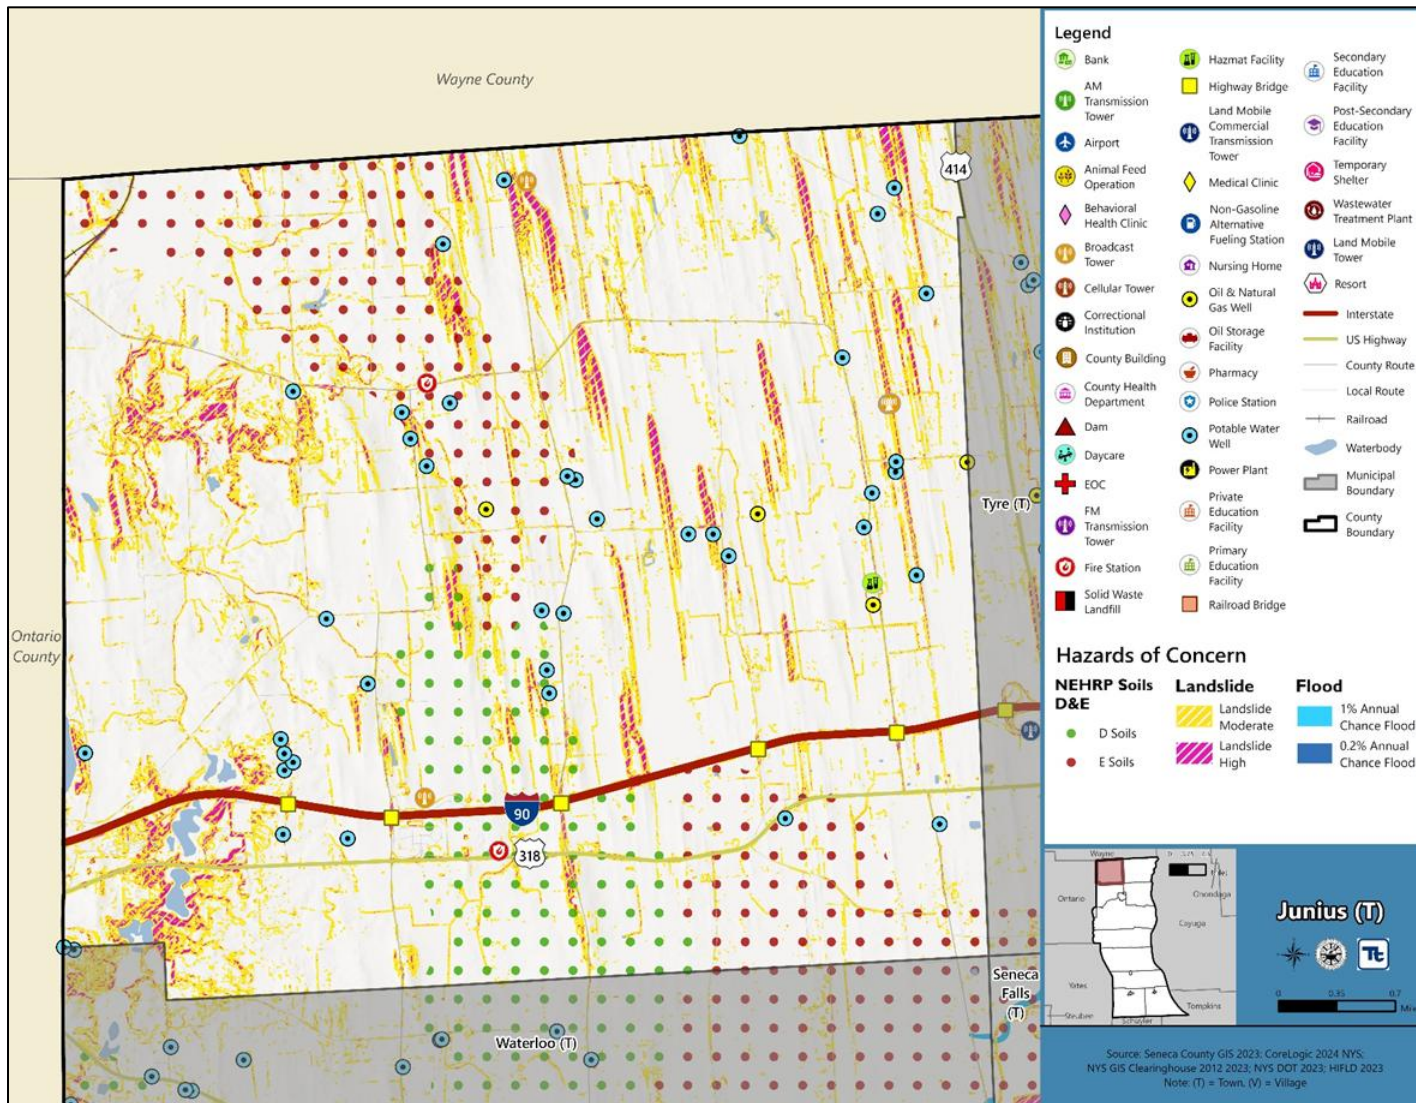 Wayne County
414
Tyre (T)
Ontario
County
90
318
Seneca
Falls
(T)
Waterloo (T)
Legend
Bank
AM
Transmission
Tower
Airport
Animal Feed
Operation
Behavioral
Health Clinic
Broadcast
Tower
Cellular Tower
Correctional
Institution
County Building
County Health
Department
Dam
Daycare
EOC
FM
Transmission
Tower
Fire Station
Solid Waste
Landfill
Hazmat Facility
Highway Bridge
Land Mobile
Commercial
Transmission
Tower
Medical Clinic
Non-Gasoline
Alternative
Fueling Station
Nursing Home
Oil & Natural
Gas Well
Oil Storage
Facility
Pharmacy
Police Station
Potable Water
Well
Power Plant
Private
Education
Facility
Primary
Education
Facility
Railroad Bridge
Secondary
Education
Facility
Post-Secondary
Education
Facility
Temporary
Shelter
Wastewater
Treatment Plant
Land Mobile
Tower
Resort
Interstate
US Highway
County Route
Local Route
Railroad
Waterbody
Municipal
Boundary
County
Boundary
Hazards of Concern
NEHRP Soils
D&E
D Soils
E Soils
Landslide
Landslide
Moderate
Landslide
High
Flood
1% Annual
Chance Flood
0.2% Annual
Chance Flood
Wayne
Ontario
Onondaga
Cayuga
Yates
Tompkins
Steuben
Schuyler
Junius (T)
Tt
0 0.35 0.7
Source: Seneca County GIS 2023; CoreLogic 2024 NYS;
NYS GIS Clearinghouse 2012 2023; NYS DOT 2023; HIFLD 2023
Note: (T) = Town, (V) = Village